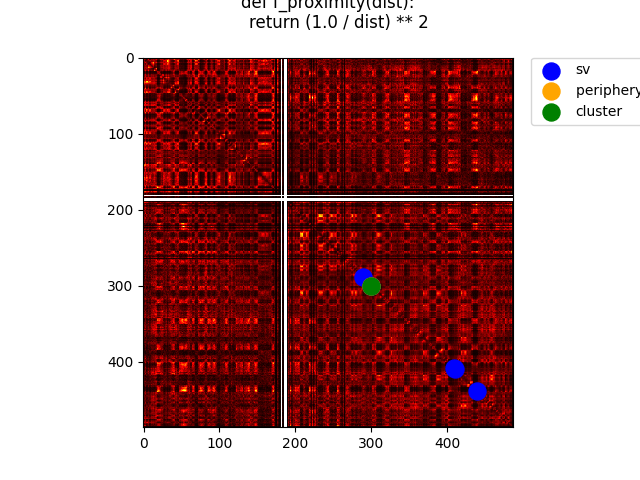 def f_proximity(dist):
return (1.0 / dist) ** 2
sv
periphery
cluster
0
100
200
300
400
0
100
200
300
400